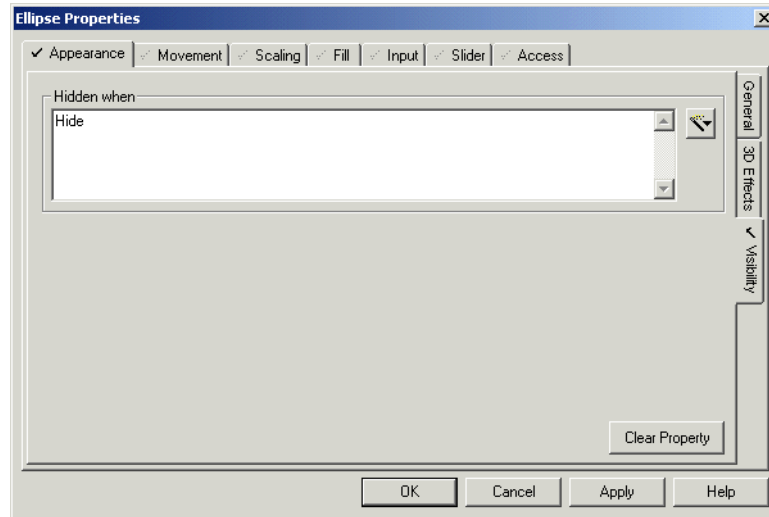 Ellipse Properties
Appearance Movement Scaling Fill Input Slider Access
Hidden when
Hide
General
3D Effects
Visibility
Clear Property
OK Cancel Apply Help